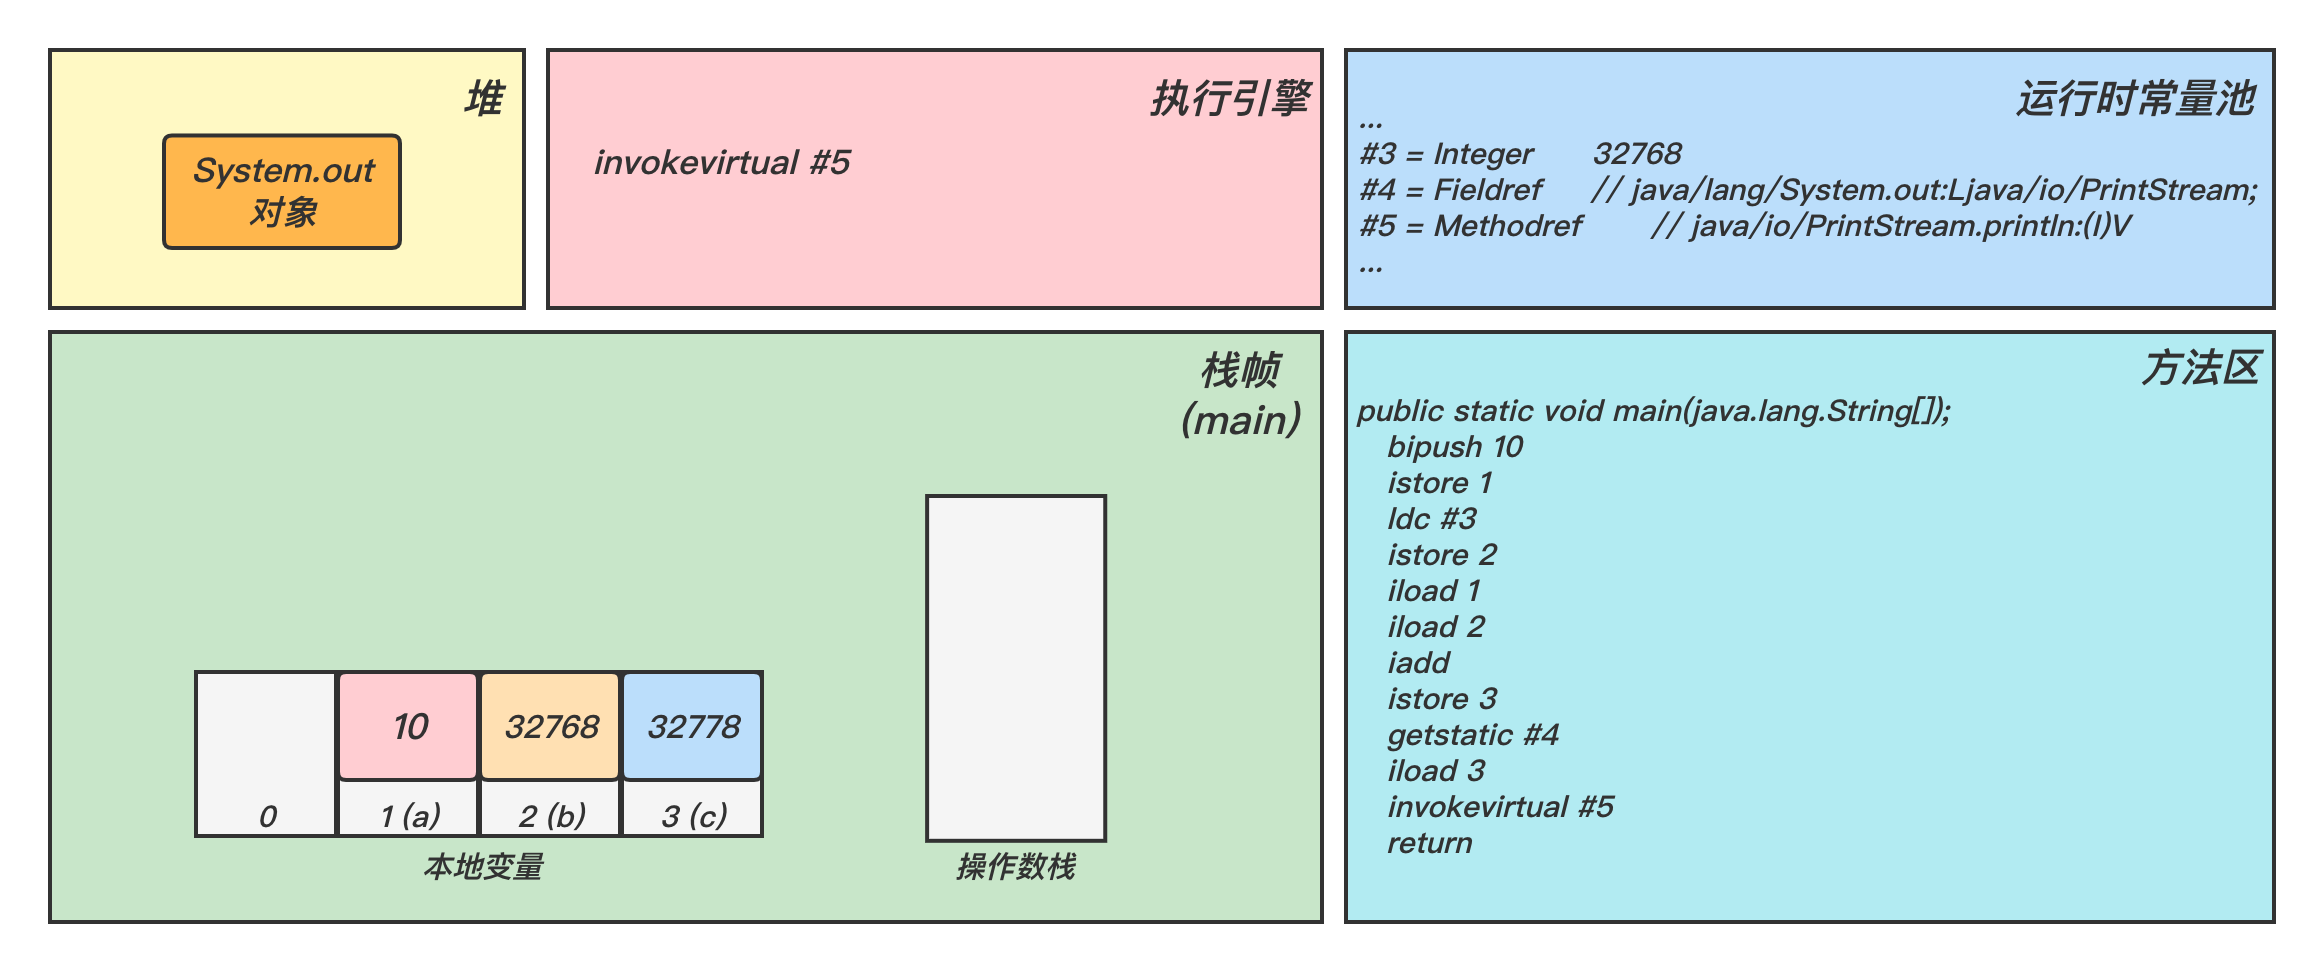 堆
System.out
对象
执行引擎
invokevirtual #5
运行时常量池
...
#3 = Integer 32768
#4 = Fieldref // java/lang/System.out:Ljava/io/PrintStream;
#5 = Methodref // java/io/PrintStream.println:(I)V
...
栈帧
(main)
10 32768 32778
0 1 (a) 2 (b) 3 (c)
本地变量
操作数栈
方法区
public static void main(java.lang.String[]);
bipush 10
istore 1
ldc #3
istore 2
iload 1
iload 2
iadd
istore 3
getstatic #4
iload 3
invokevirtual #5
return